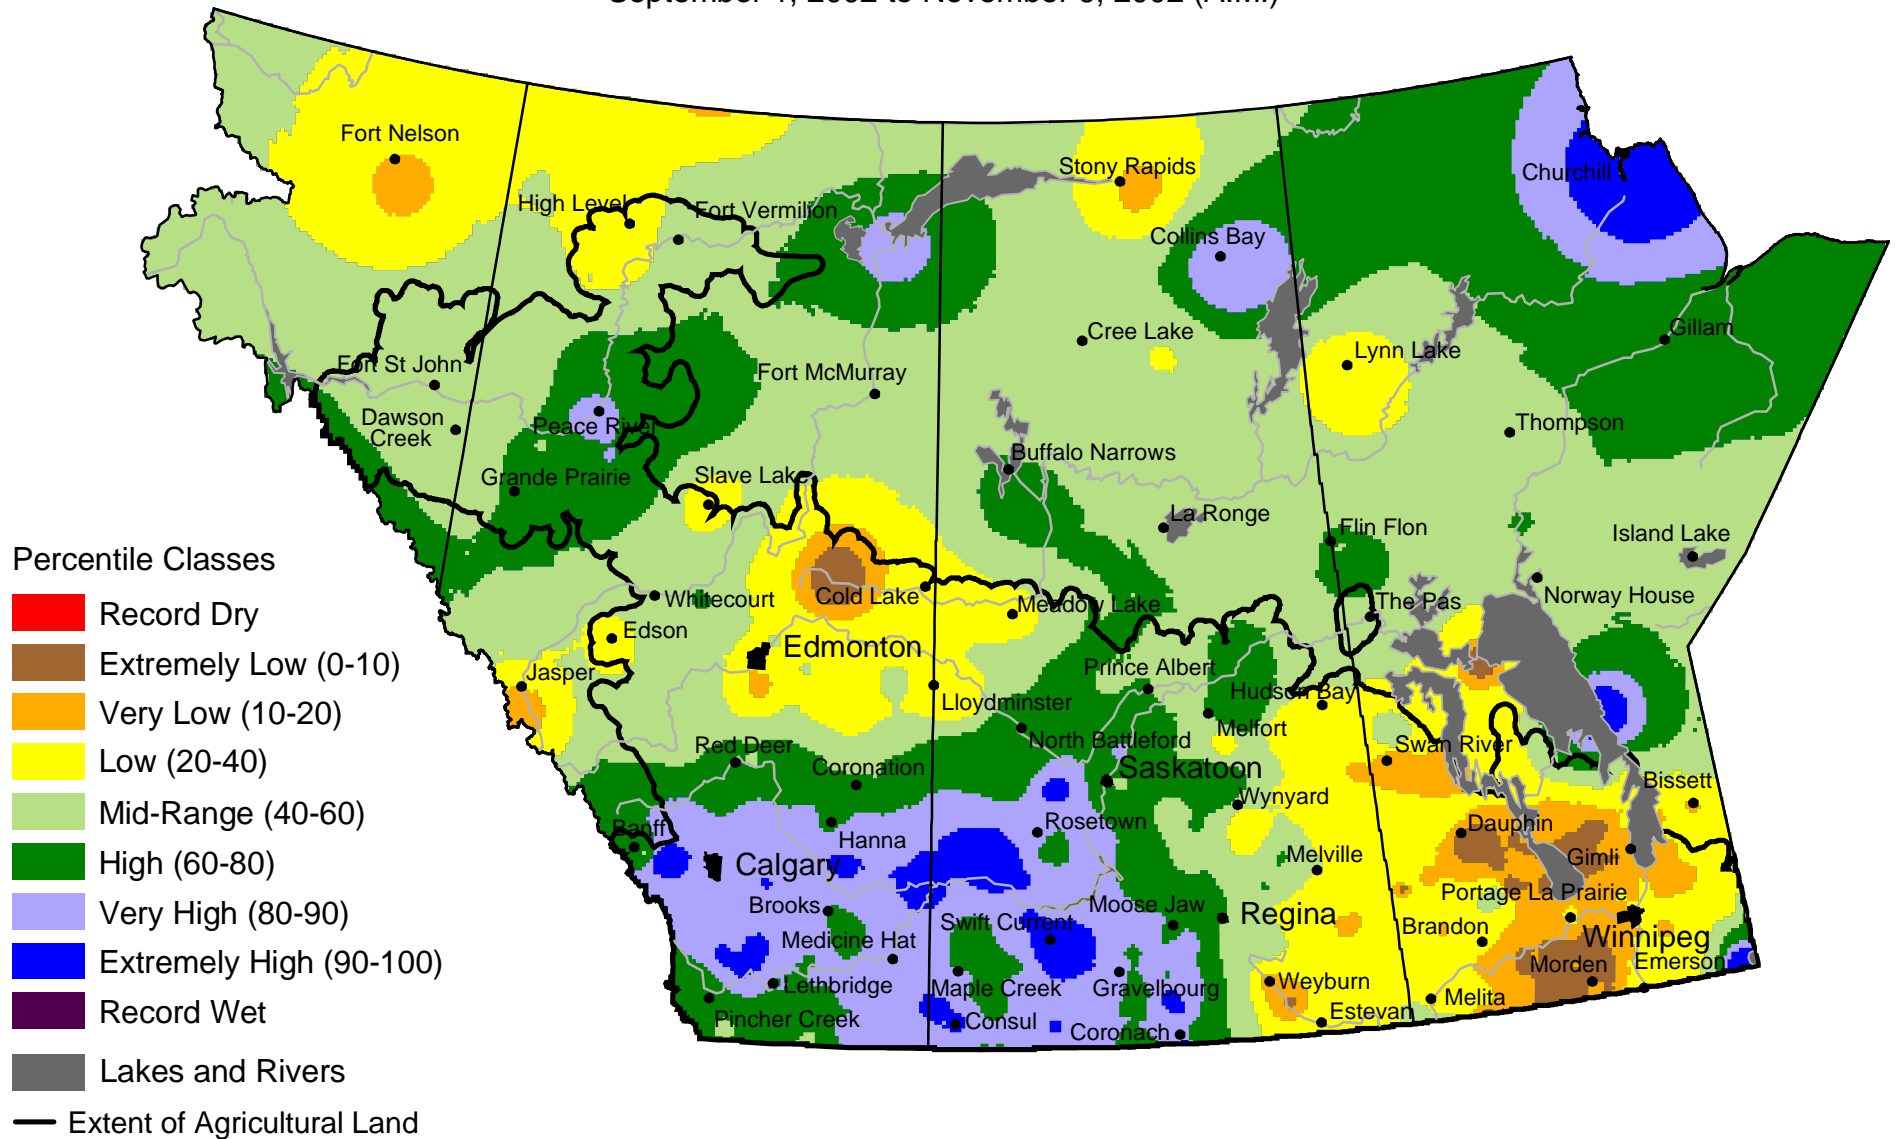 September 1, 2002 to November 3, 2002 (A.M.)
Fort Nelson
High Level
Fort Vermilion
Stony Rapids
Churchill
Collins Bay
Cree Lake
Gillam
Lynn Lake
Fort St John
Fort McMurray
Dawson
Creek
Peace River
Thompson
Buffalo Narrows
Grande Prairie
Slave Lake
La Ronge
Flin Flon
Island Lake
Percentile Classes
Record Dry
Extremely Low (0-10)
Very Low (10-20)
Low (20-40)
Mid-Range (40-60)
High (60-80)
Very High (80-90)
Extremely High (90-100)
Record Wet
Lakes and Rivers
Extent of Agricultural Land
Whitecourt
Cold Lake
Meadow Lake
The Pas
Norway House
Edson
Edmonton
Jasper
Prince Albert
Hudson Bay
Lloydminster
Melfort
North Battleford
Swan River
Red Deer
Coronation
Saskatoon
Wynyard
Bissett
Banff
Hanna
Rosetown
Dauphin
Calgary
Melville
Gimli
Portage La Prairie
Brooks
Swift Current
Moose Jaw
Regina
Brandon
Winnipeg
Medicine Hat
Morden
Emerson
Lethbridge
Maple Creek
Gravelbourg
Weyburn
Melita
Pincher Creek
Consul
Coronach
Estevan